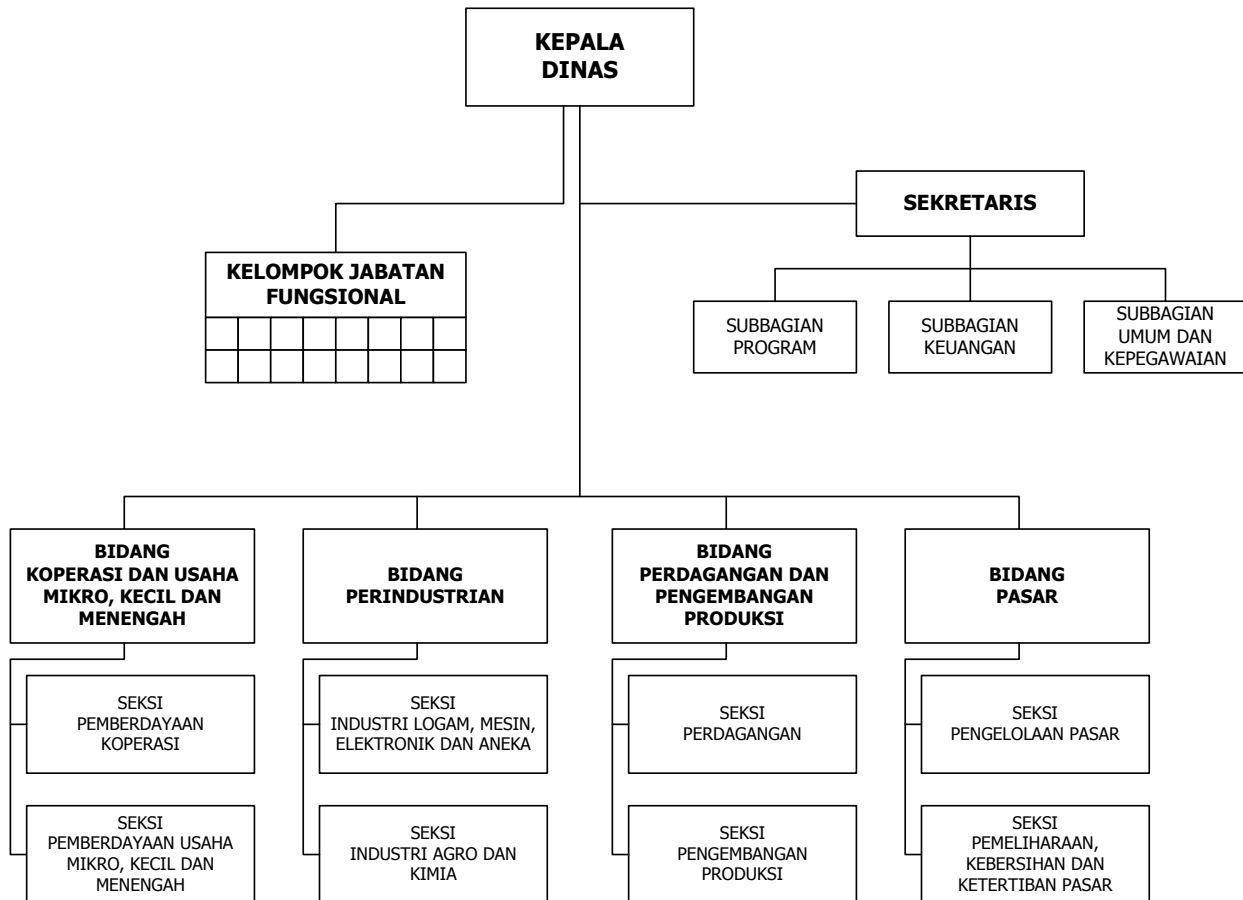 KEPALA
DINAS
SEKRETARIS
KELOMPOK JABATAN
FUNGSIONAL
SUBBAGIAN
PROGRAM
SUBBAGIAN
KEUANGAN
SUBBAGIAN
UMUM DAN
KEPEGAWAIAN
BIDANG
KOPERASI DAN USAHA
MIKRO, KECIL DAN
MENENGAH
BIDANG
PERINDUSTRIAN
BIDANG
PERDAGANGAN DAN
PENGEMBANGAN
PRODUKSI
BIDANG
PASAR
SEKSI
PEMBERDAYAAN
KOPERASI
SEKSI
INDUSTRI LOGAM, MESIN,
ELEKTRONIK DAN ANEKA
SEKSI
PERDAGANGAN
SEKSI
PENGELOLAAN PASAR
SEKSI
PEMBERDAYAAN USAHA
MIKRO, KECIL DAN
MENENGAH
SEKSI
INDUSTRI AGRO DAN
KIMIA
SEKSI
PENGEMBANGAN
PRODUKSI
SEKSI
PEMELIHARAAN,
KEBERSIHAN DAN
KETERTIBAN PASAR